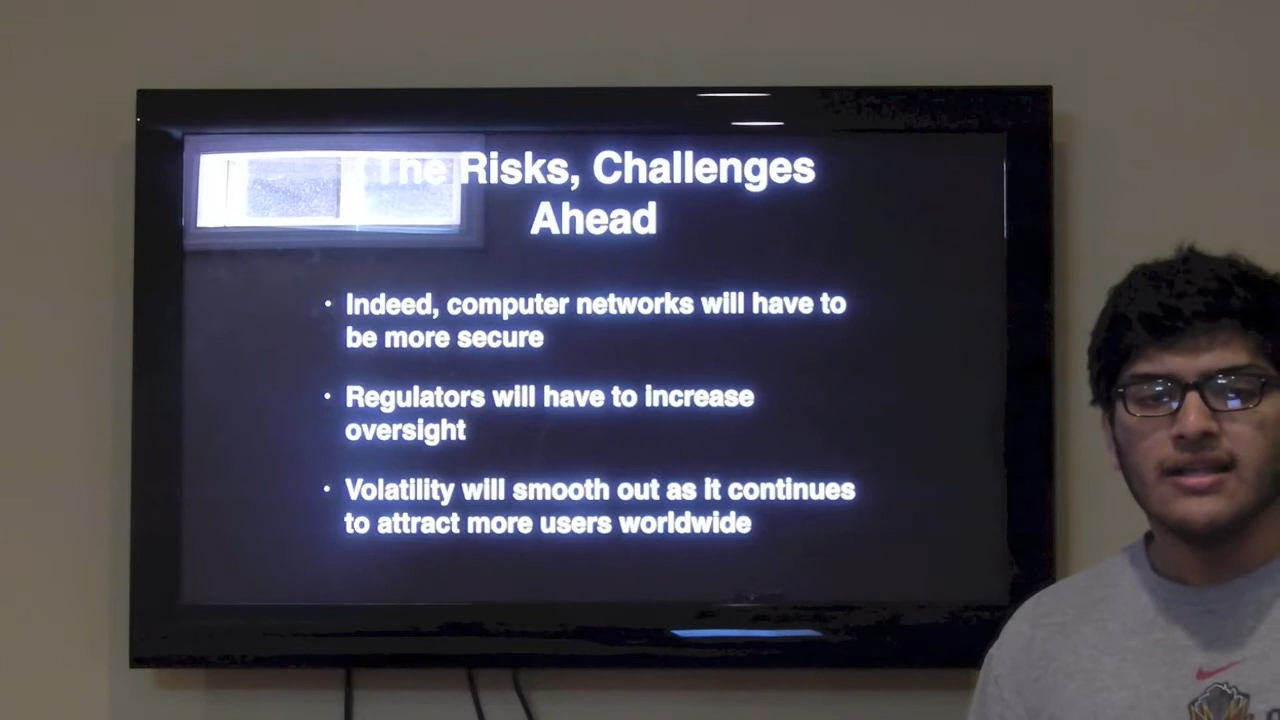 The Risks, Challenges
Ahead
· Indeed, computer networks will have to
be more secure
· Regulators will have to increase
oversight
· Volatility will smooth out as it continues
to attract more users worldwide